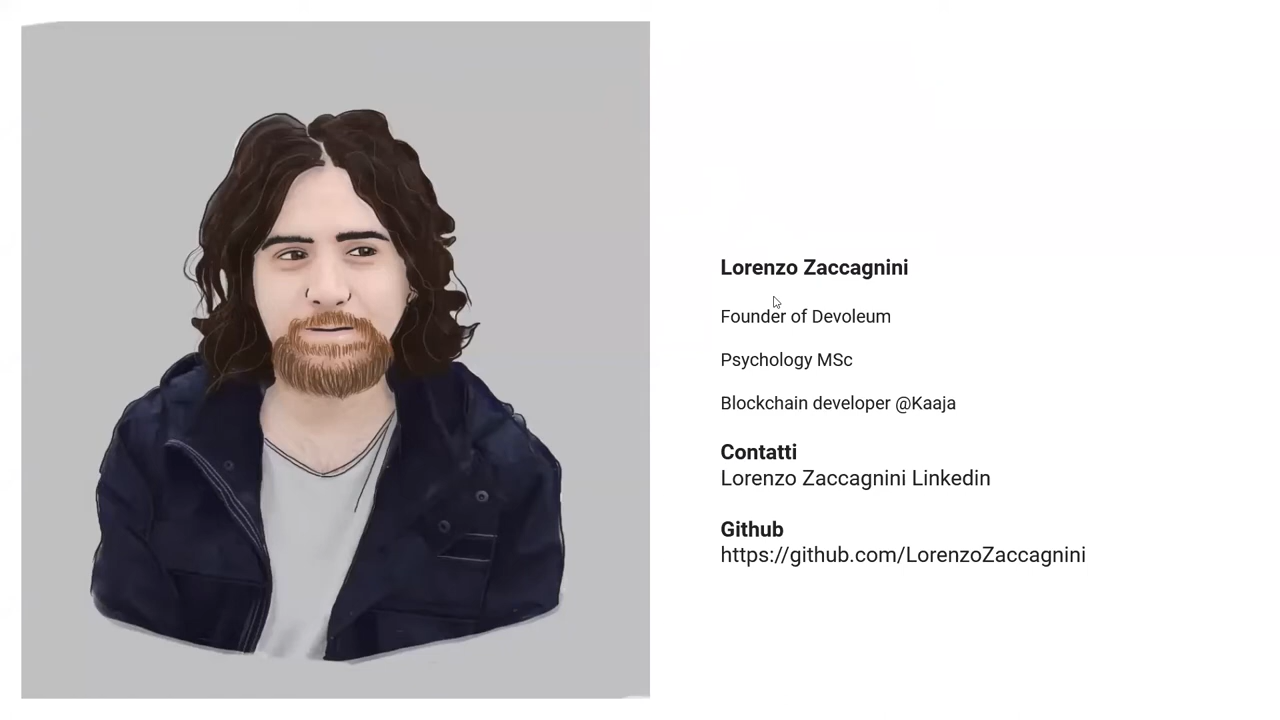 Lorenzo Zaccagnini
Founder of Devoleum
Psychology MSc
Blockchain developer @Kaaja
Contatti
Lorenzo Zaccagnini Linkedin
Github
https://github.com/LorenzoZaccagnini